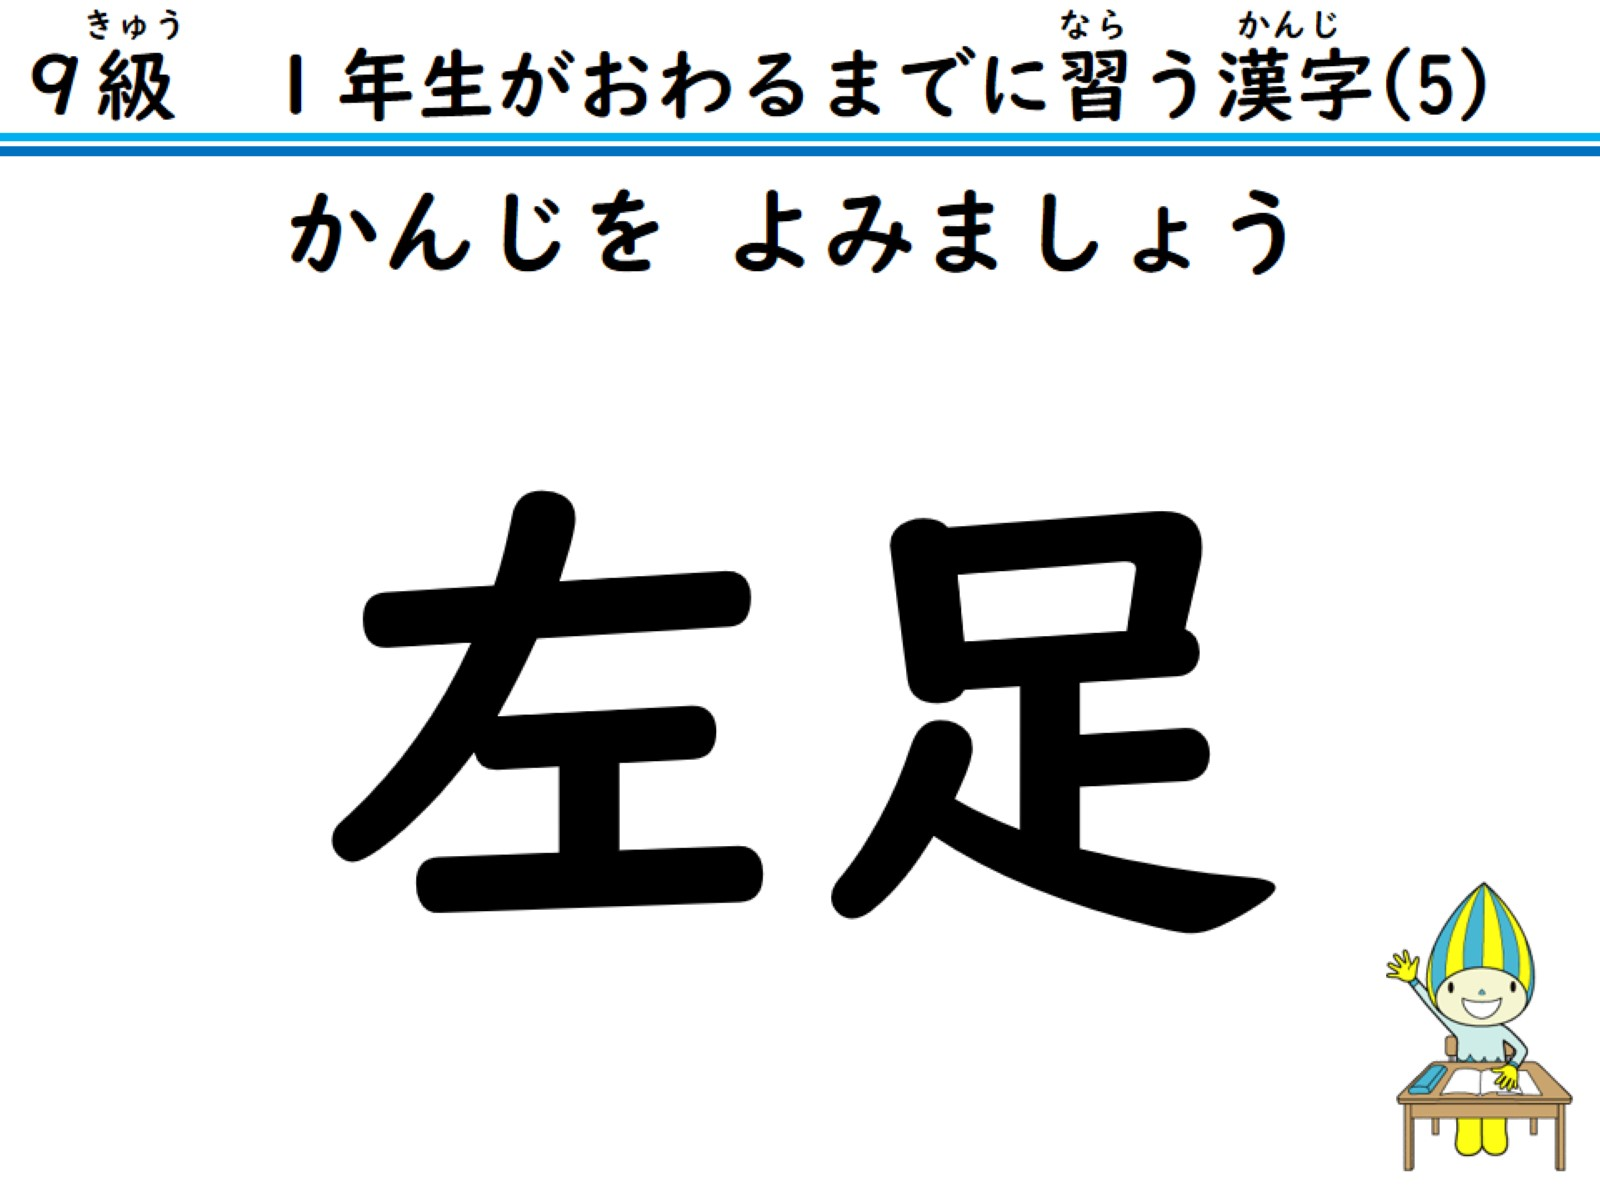 きゅう なら かんじ
9級 1年生がおわるまでに習う漢字(5)
かんじを よみましょう
左足